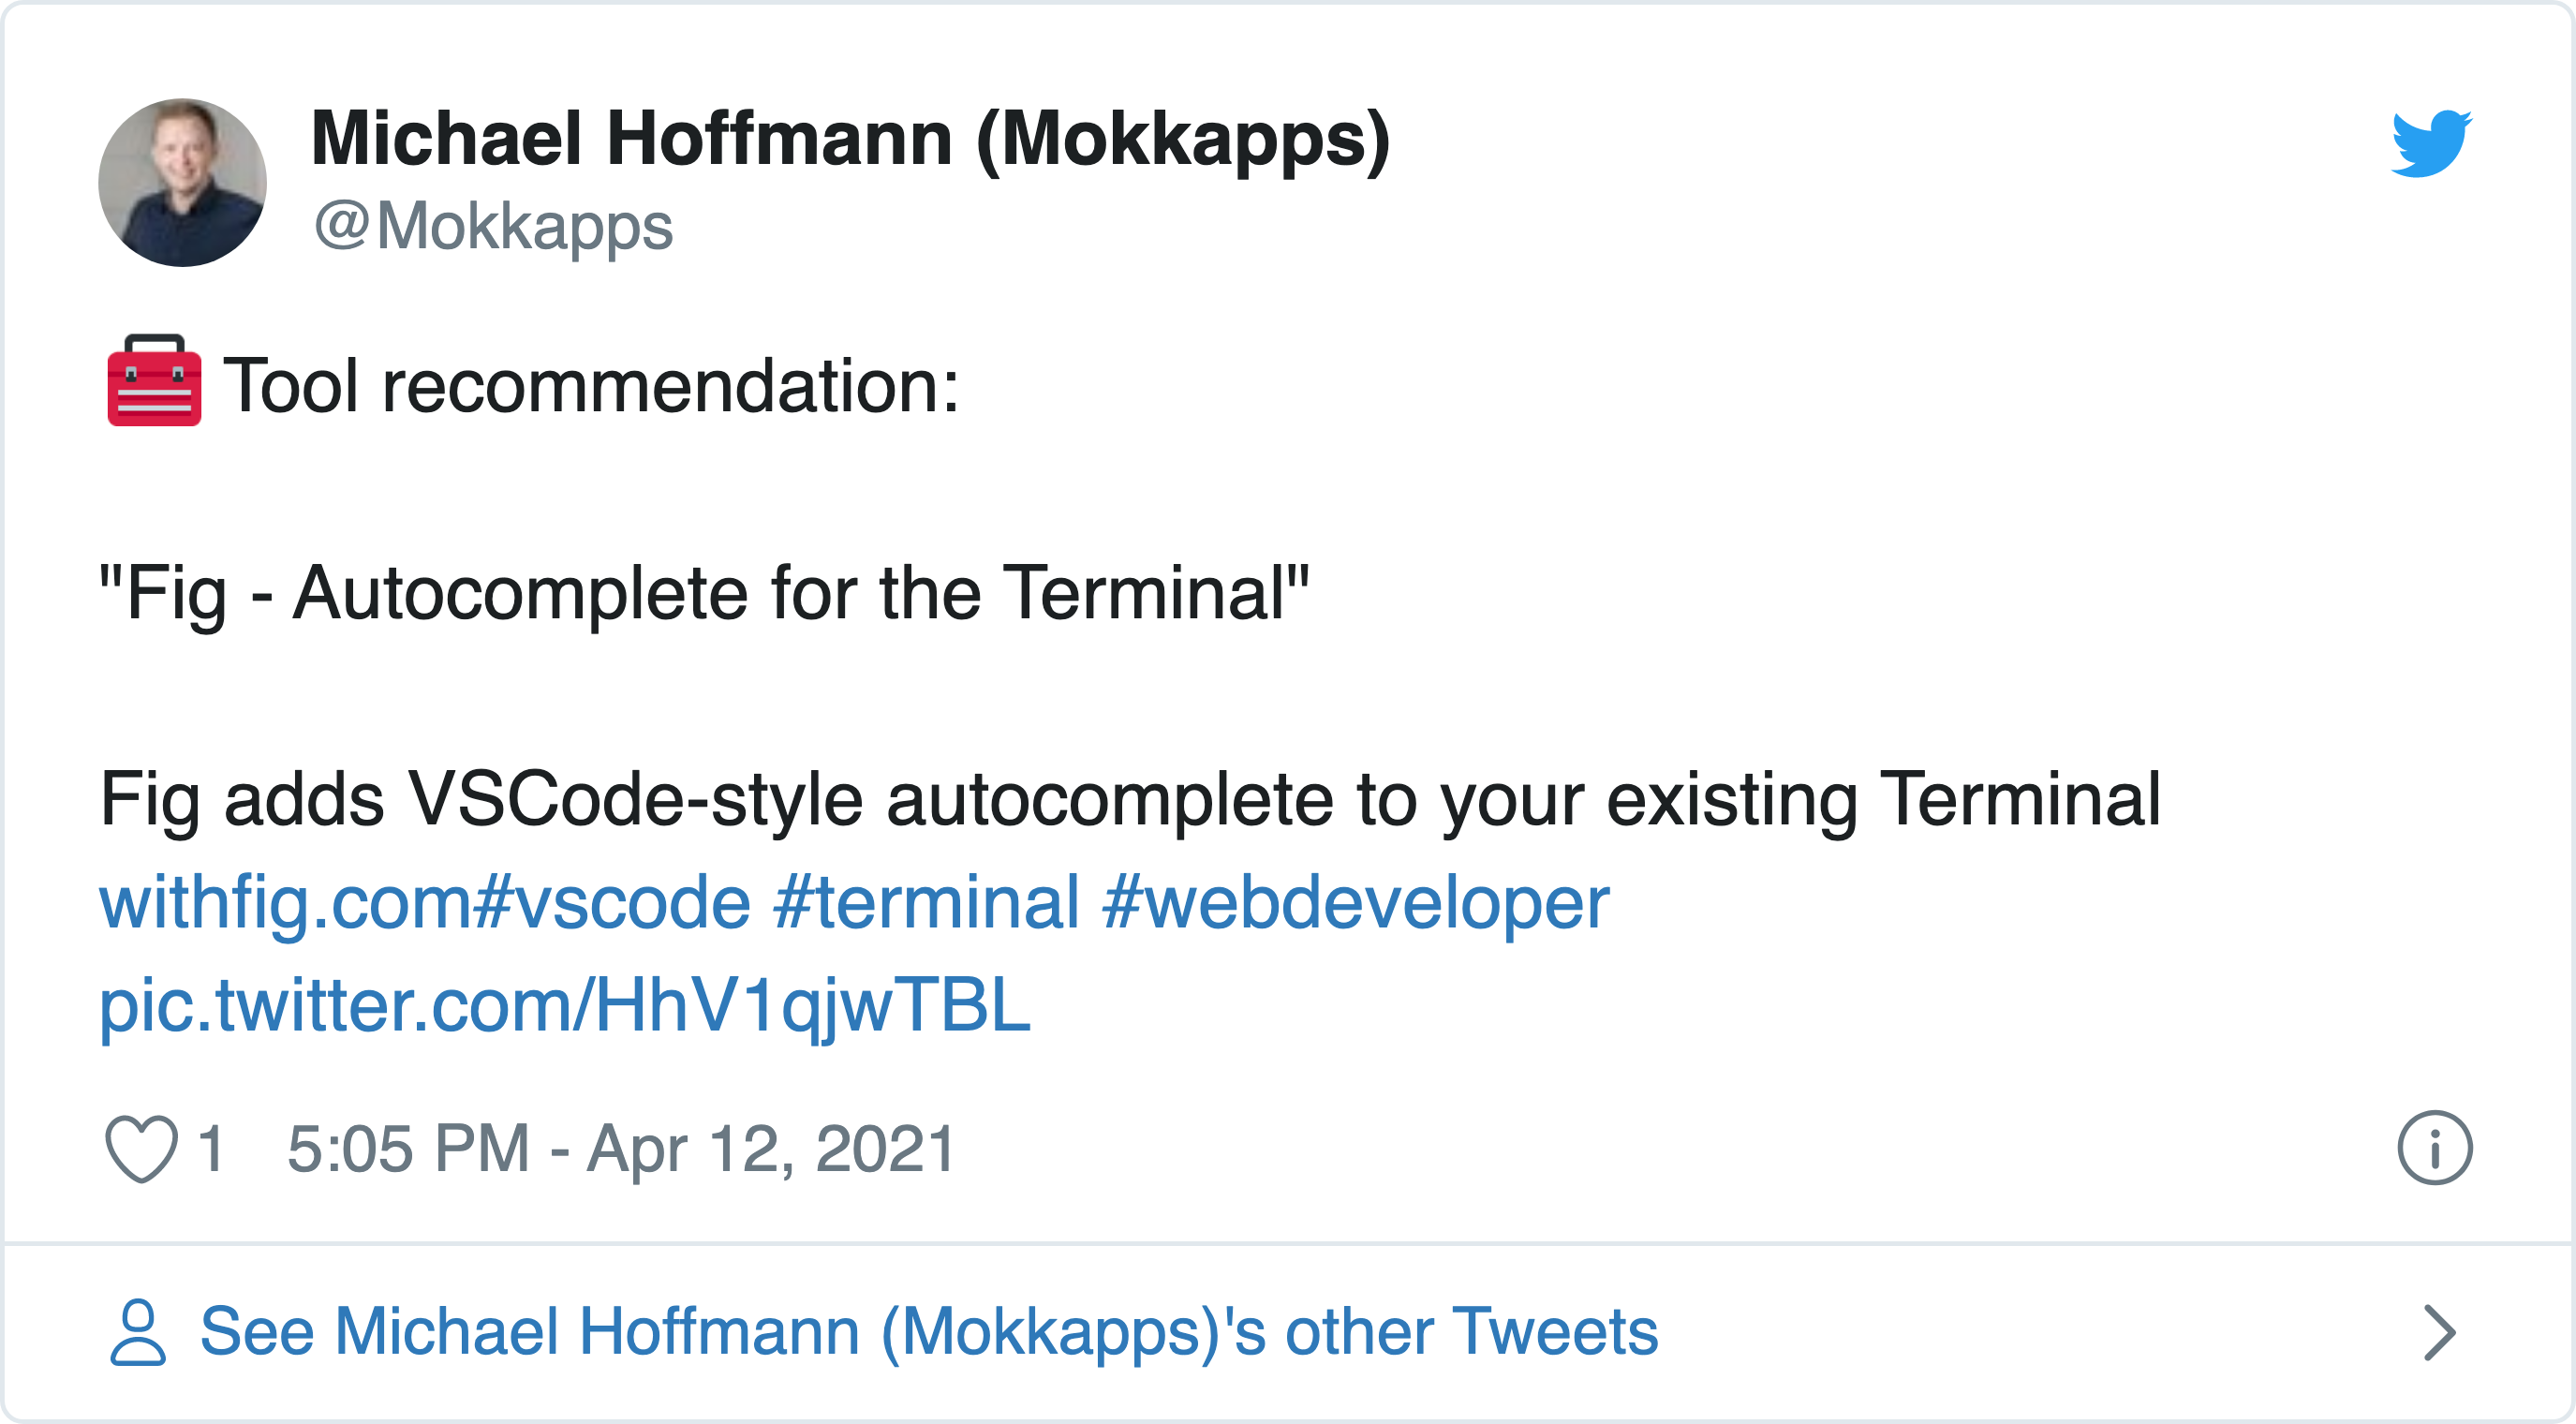 Michael Hoffmann (Mokkapps)
@Mokkapps
🧰 Tool recommendation:
"Fig - Autocomplete for the Terminal"
Fig adds VSCode-style autocomplete to your existing Terminal
withfig.com#vscode #terminal #webdeveloper
pic.twitter.com/HhV1qjwTBL
1 5:05 PM - Apr 12, 2021
See Michael Hoffmann (Mokkapps)'s other Tweets